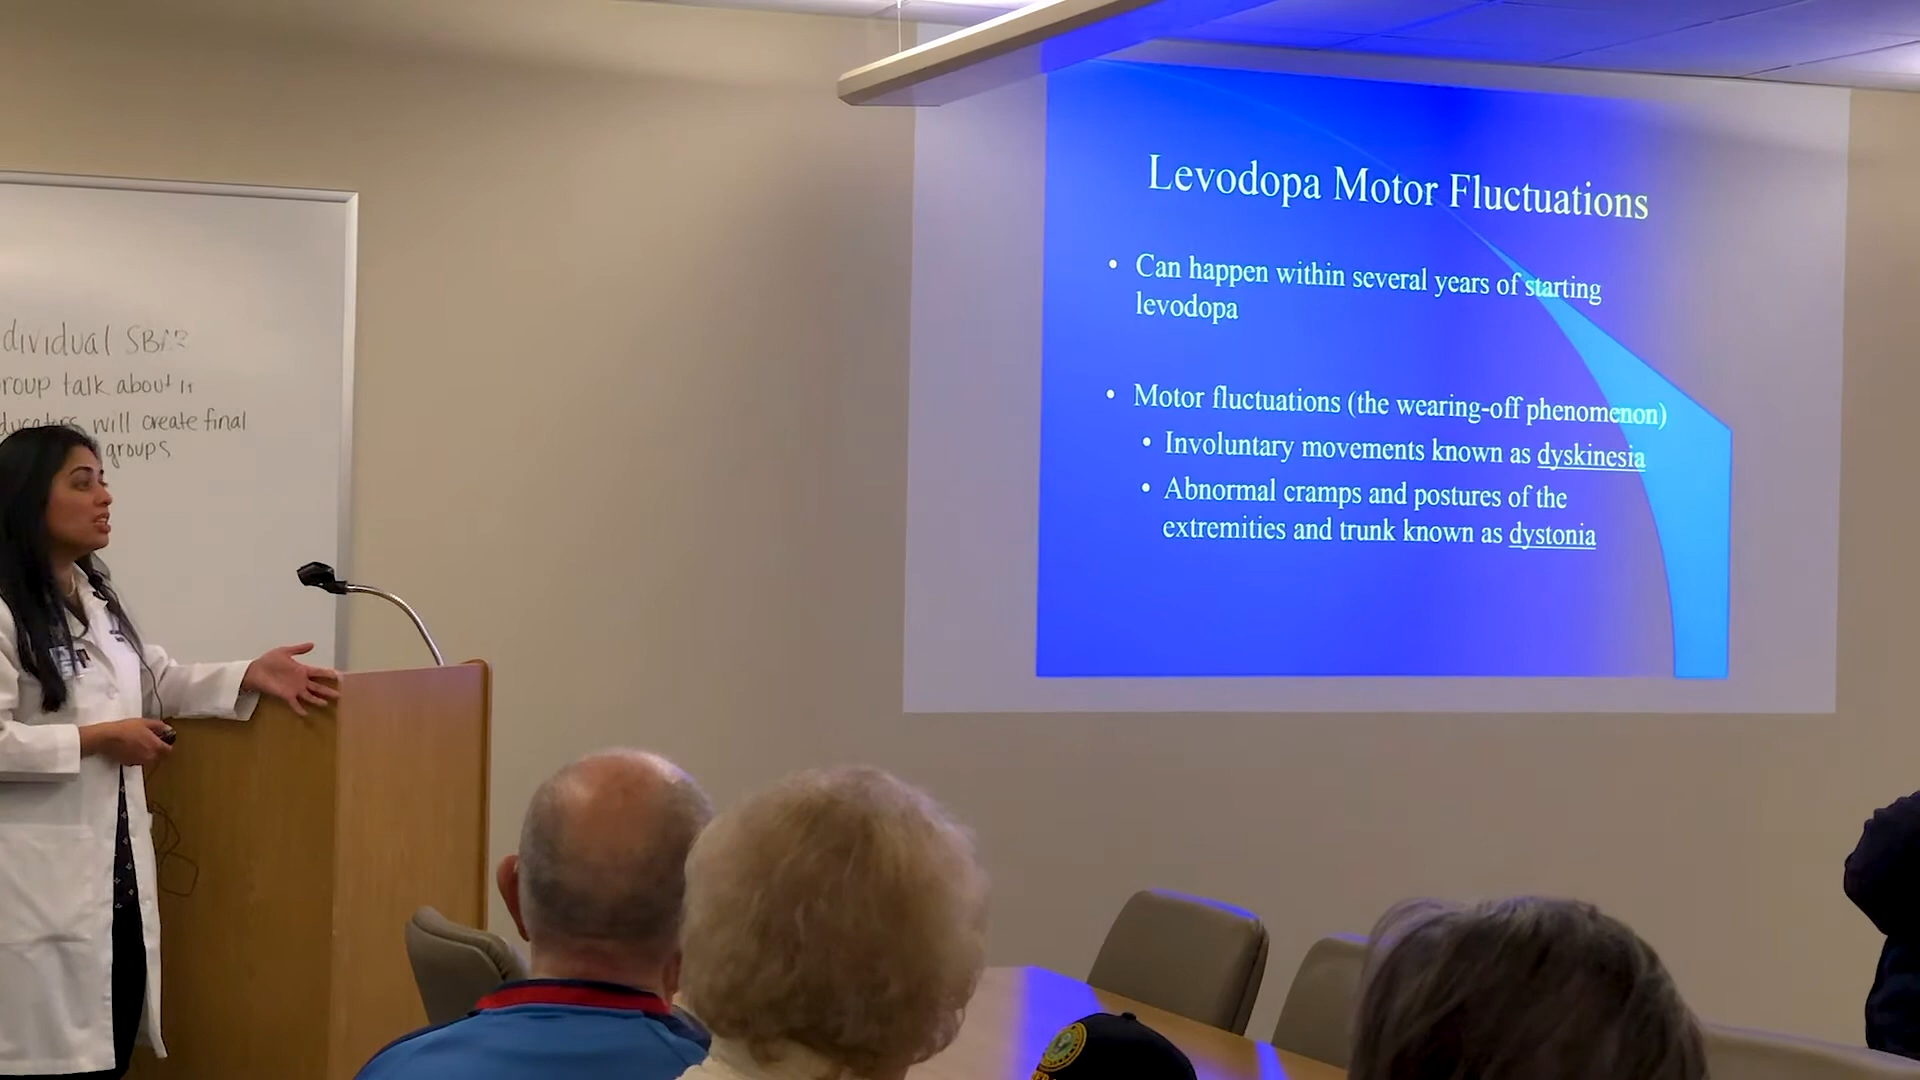 Levodopa Motor Fluctuations
• Can happen within several years of starting
levodopa
• Motor fluctuations (the wearing-off phenomenon)
• Involuntary movements known as dyskinesia
• Abnormal cramps and postures of the
extremities and trunk known as dystonia
dividual
roup talk about it
will create final
groups